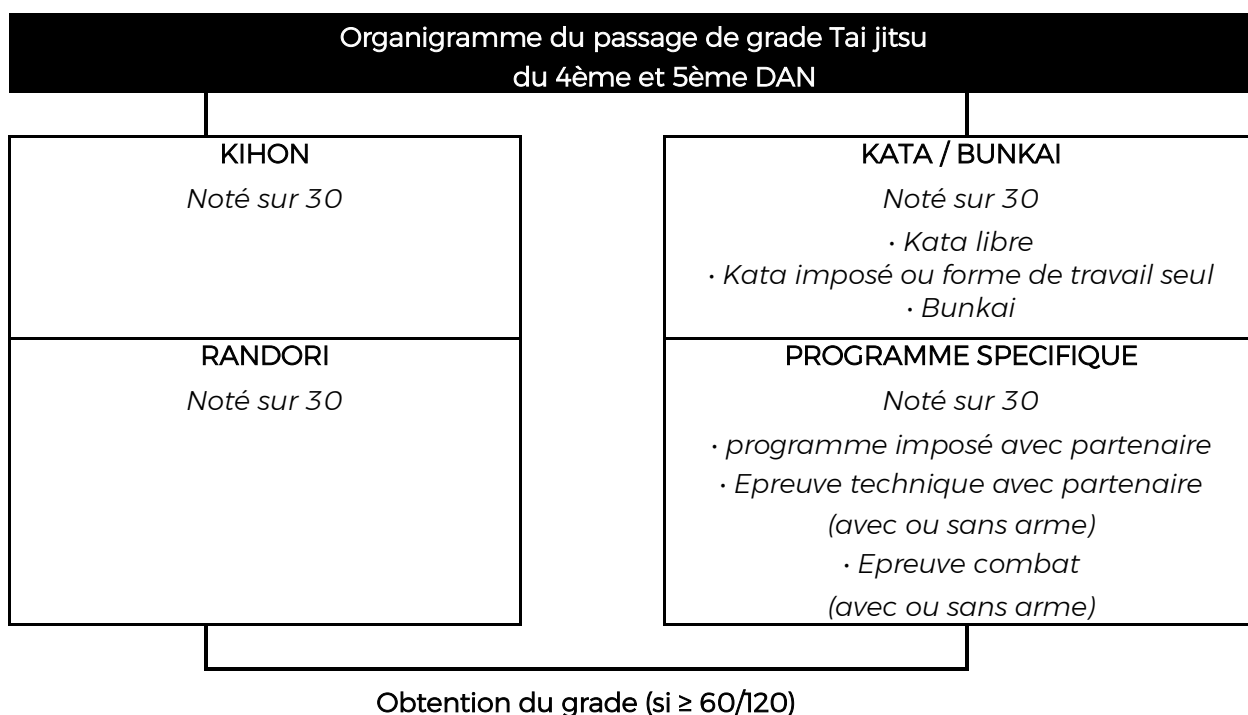 Organigramme du passage de grade Tai jitsu
du 4ème et 5ème DAN
KIHON
Noté sur 30
KATA / BUNKAI
Noté sur 30
· Kata libre
· Kata imposé ou forme de travail seul
· Bunkai
RANDORI
Noté sur 30
PROGRAMME SPECIFIQUE
Noté sur 30
· programme imposé avec partenaire
· Epreuve technique avec partenaire
(avec ou sans arme)
· Epreuve combat
(avec ou sans arme)
Obtention du grade (si ≥ 60/120)